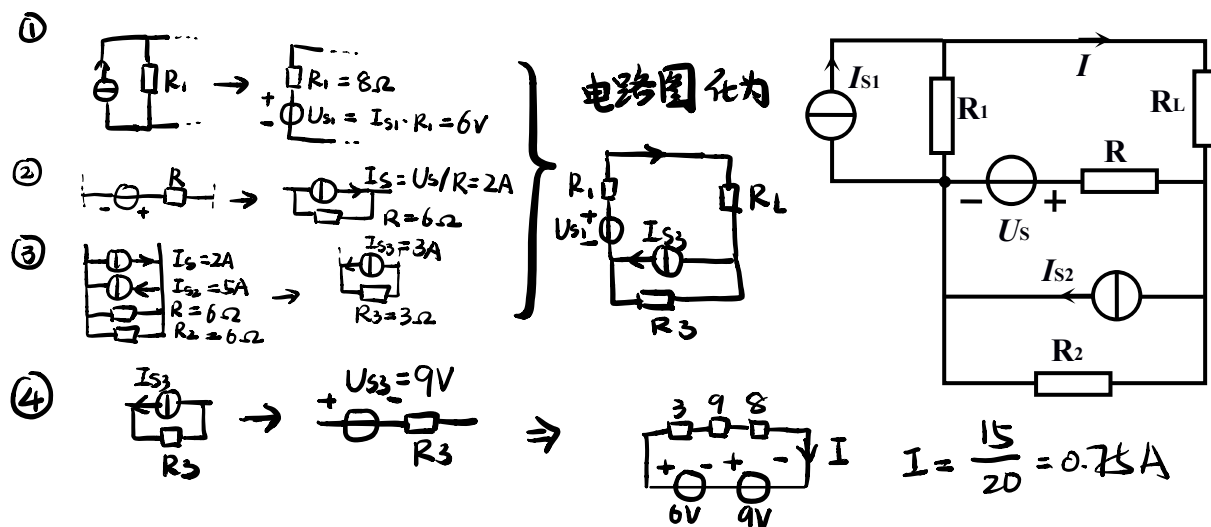 ①
R₁
R₁ = 8Ω
+
-
Us₁ = Is₁·R₁ = 6V
②
R
-
+
Is = Us/R = 2A
R = 6Ω
③
Is = 2A
Is₂ = 5A
R = 6Ω
R₂ = 6Ω
Is₃ = 3A
R₃ = 3Ω
电路图化为
R₁
Us₁
+
-
RL
Is₃
R₃
I
IS1
R1
RL
R
-
+
US
IS2
R2
④
Is₃
R₃
Us₃ = 9V
+
-
R₃
3 9 8
I
+ - + -
6V 9V
I = 15/20 = 0.75A